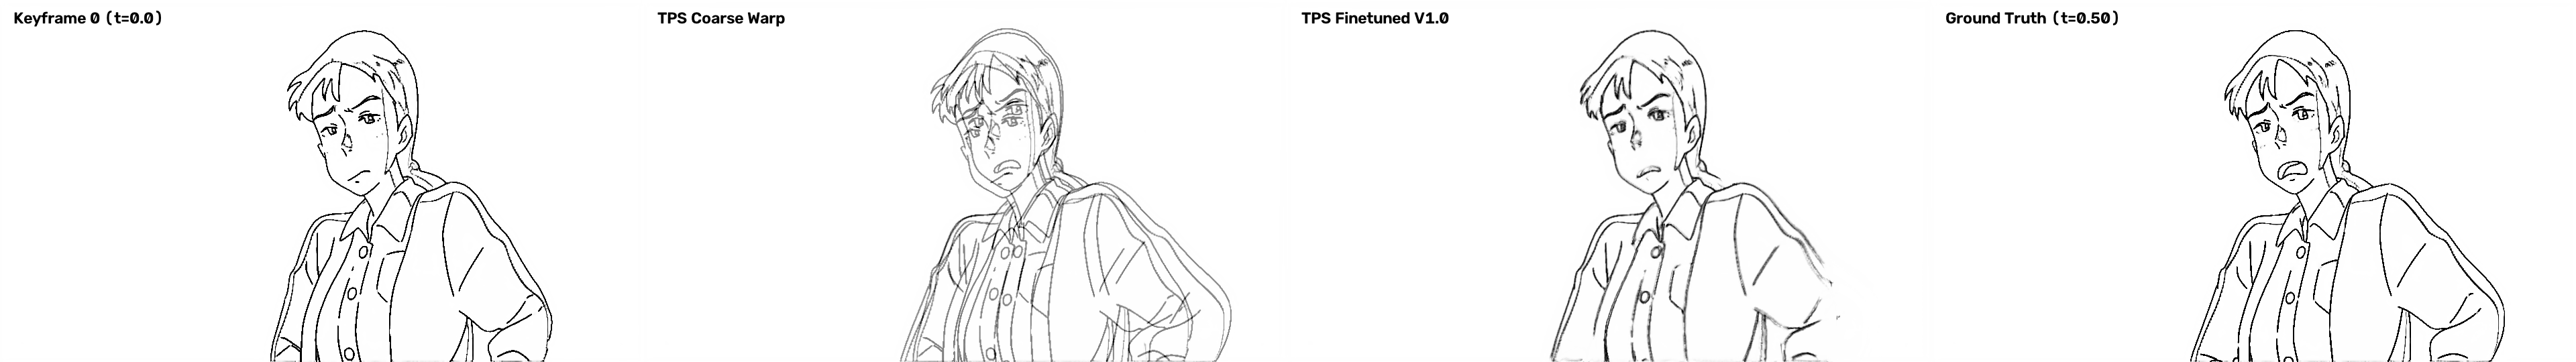 Keyframe 0 (t=0.0)
TPS Coarse Warp
TPS Finetuned V1.0
Ground Truth (t=0.50)